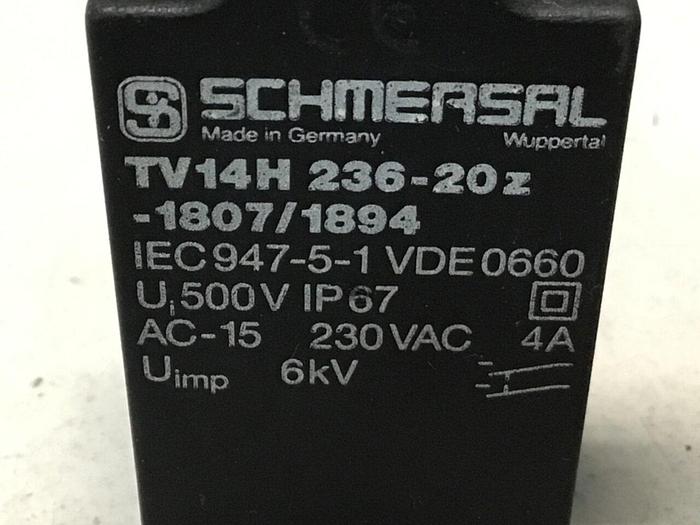 SCHMERSAL
Made in Germany Wuppertal
TV14H 236-20z
-1807/1894
IEC 947-5-1 VDE 0660
Ui 500V IP67
AC-15 230VAC 4A
Uimp 6kV